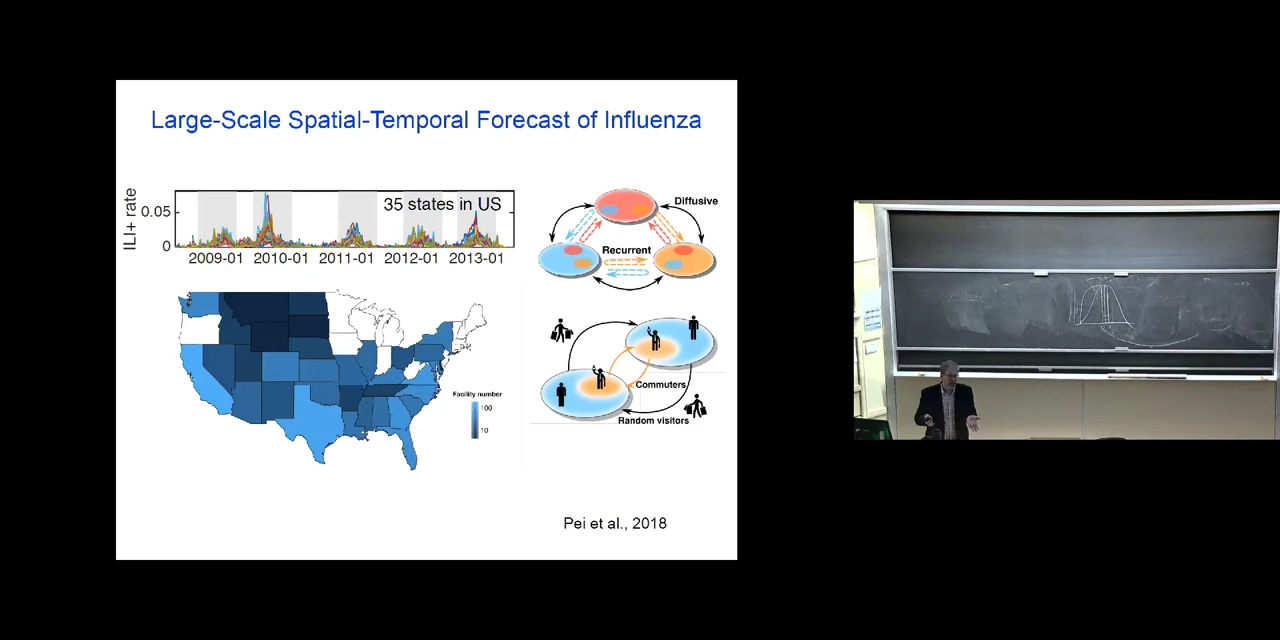 Large-Scale Spatial-Temporal Forecast of Influenza
ILI+ rate
0.05
0
35 states in US
2009-01 2010-01 2011-01 2012-01 2013-01
Facility number
100
10
Diffusive
Recurrent
Commuters
Random visitors
Pei et al., 2018